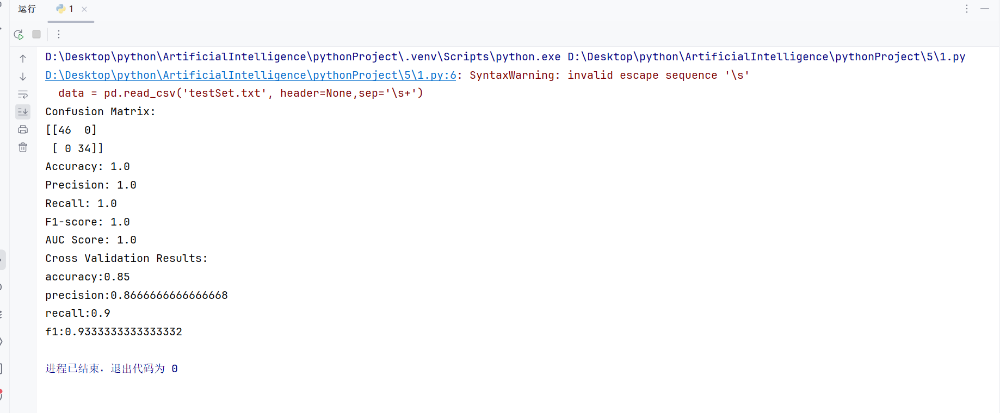 运行 1
D:\Desktop\python\ArtificialIntelligence\pythonProject\.venv\Scripts\python.exe D:\Desktop\python\ArtificialIntelligence\pythonProject\5\1.py
D:\Desktop\python\ArtificialIntelligence\pythonProject\5\1.py:6: SyntaxWarning: invalid escape sequence '\s'
  data = pd.read_csv('testSet.txt', header=None,sep='\s+')
Confusion Matrix:
[[46  0]
 [ 0 34]]
Accuracy: 1.0
Precision: 1.0
Recall: 1.0
F1-score: 1.0
AUC Score: 1.0
Cross Validation Results:
accuracy:0.85
precision:0.8666666666666668
recall:0.9
f1:0.9333333333333332
进程已结束，退出代码为 0